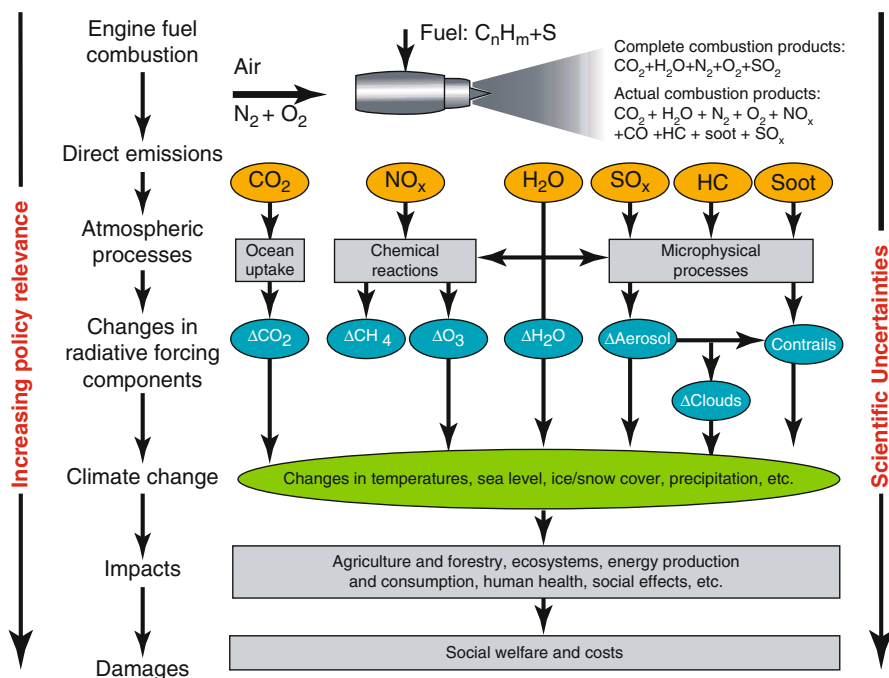 Engine fuel
combustion
Fuel: CₙHₘ+S
Air
N₂ + O₂
Complete combustion products:
CO₂+H₂O+N₂+O₂+SO₂
Actual combustion products:
CO₂ + H₂O + N₂ + O₂ + NOₓ
+CO +HC + soot + SOₓ
Direct emissions
CO₂
NOₓ
H₂O
SOₓ
HC
Soot
Atmospheric
processes
Ocean
uptake
Chemical
reactions
Microphysical
processes
Changes in
radiative forcing
components
ΔCO₂
ΔCH₄
ΔO₃
ΔH₂O
ΔAerosol
Contrails
ΔClouds
Climate change
Changes in temperatures, sea level, ice/snow cover, precipitation, etc.
Impacts
Agriculture and forestry, ecosystems, energy production
and consumption, human health, social effects, etc.
Damages
Social welfare and costs
Increasing policy relevance
Scientific Uncertainties